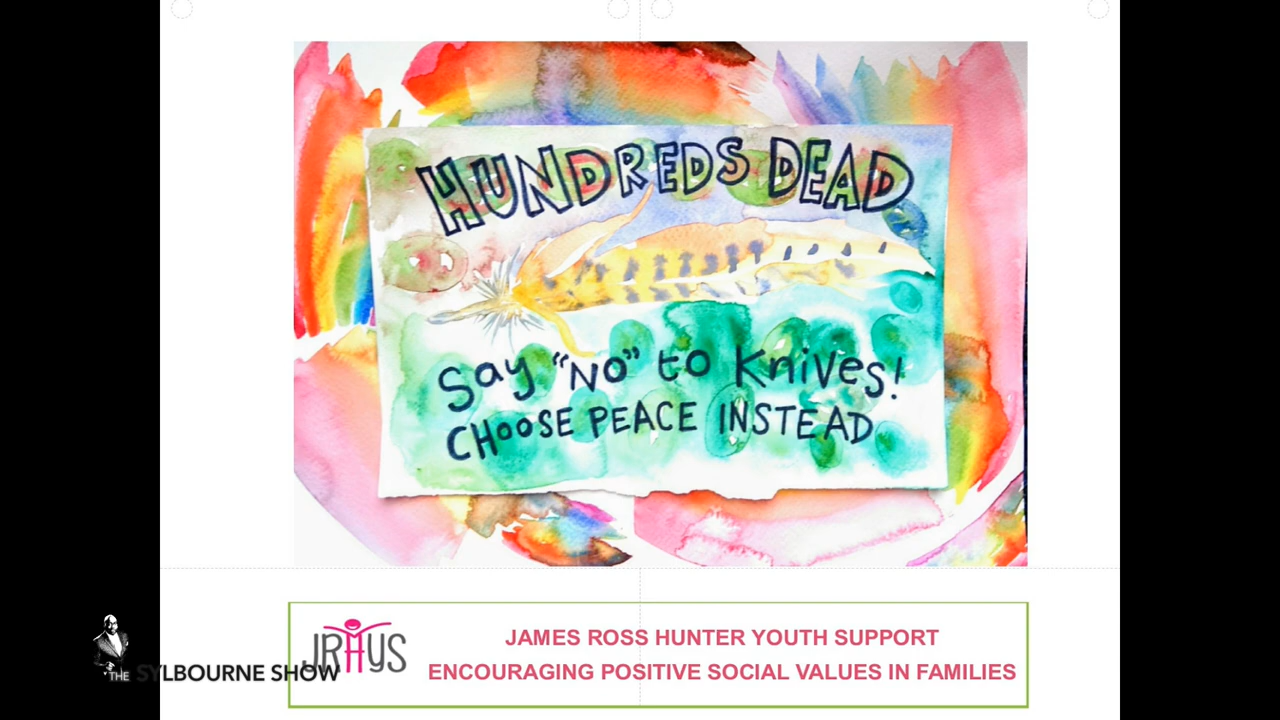 HUNDREDS DEAD
Say “NO” to Knives!
CHOOSE PEACE INSTEAD
JRHYS
JAMES ROSS HUNTER YOUTH SUPPORT
ENCOURAGING POSITIVE SOCIAL VALUES IN FAMILIES
THE SYLBOURNE SHOW